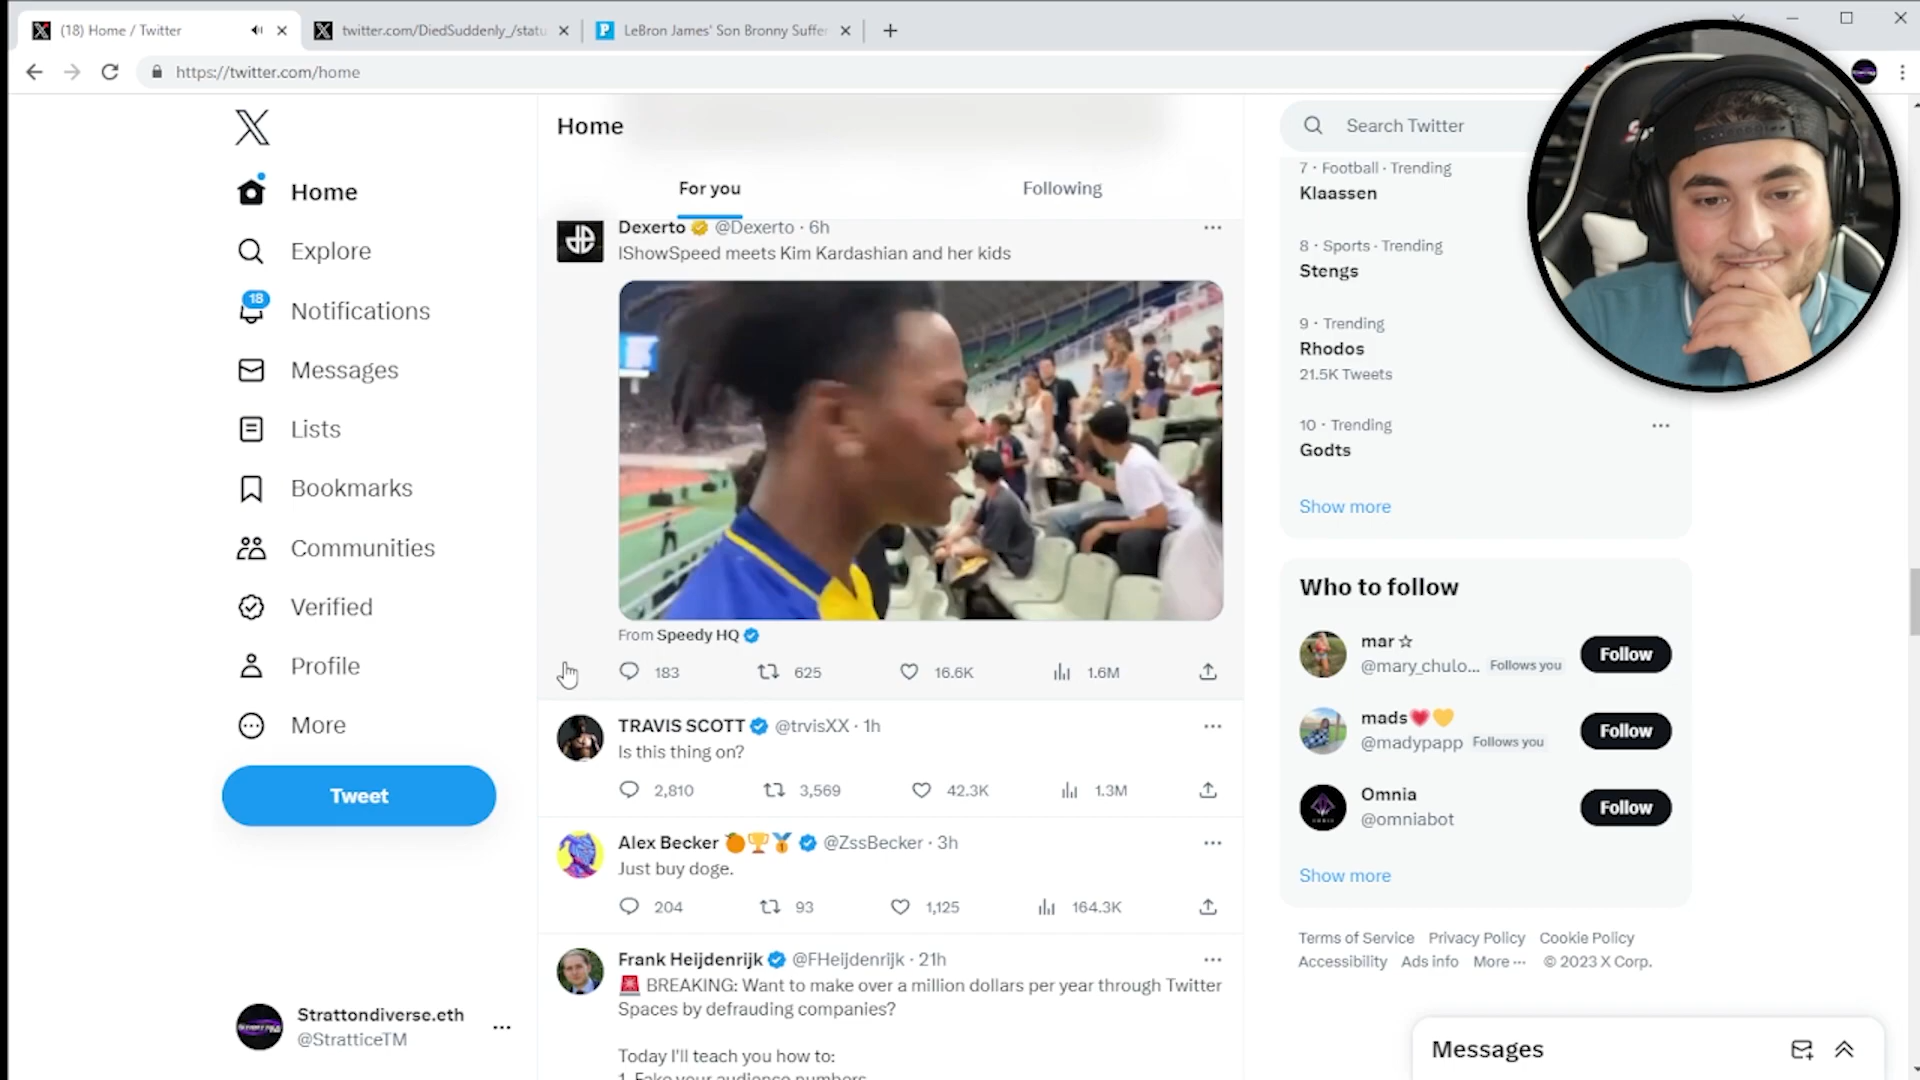 (18) Home / Twitter
twitter.com/DiedSuddenly_/statu
LeBron James' Son Bronny Suffer
https://twitter.com/home
Home
Explore
18
Notifications
Messages
Lists
Bookmarks
Communities
Verified
Profile
More
Tweet
Strattondiverse.eth
@StratticeTM
Home
For you
Following
Dexerto @Dexerto · 6h
IShowSpeed meets Kim Kardashian and her kids
From Speedy HQ
183 625 16.6K 1.6M
TRAVIS SCOTT @trvisXX · 1h
Is this thing on?
2,810 3,569 42.3K 1.3M
Alex Becker @ZssBecker · 3h
Just buy doge.
204 93 1,125 164.3K
Frank Heijdenrijk @FHeijdenrijk · 21h
BREAKING: Want to make over a million dollars per year through Twitter
Spaces by defrauding companies?
Today I'll teach you how to:
1. Fake your audience numbers
Search Twitter
7 · Football · Trending
Klaassen
8 · Sports · Trending
Stengs
9 · Trending
Rhodos
21.5K Tweets
10 · Trending
Godts
Show more
Who to follow
mar
@mary_chulo... Follows you
Follow
mads
@madypapp Follows you
Follow
Omnia
@omniabot
Follow
Show more
Terms of Service Privacy Policy Cookie Policy
Accessibility Ads info More ··· © 2023 X Corp.
Messages